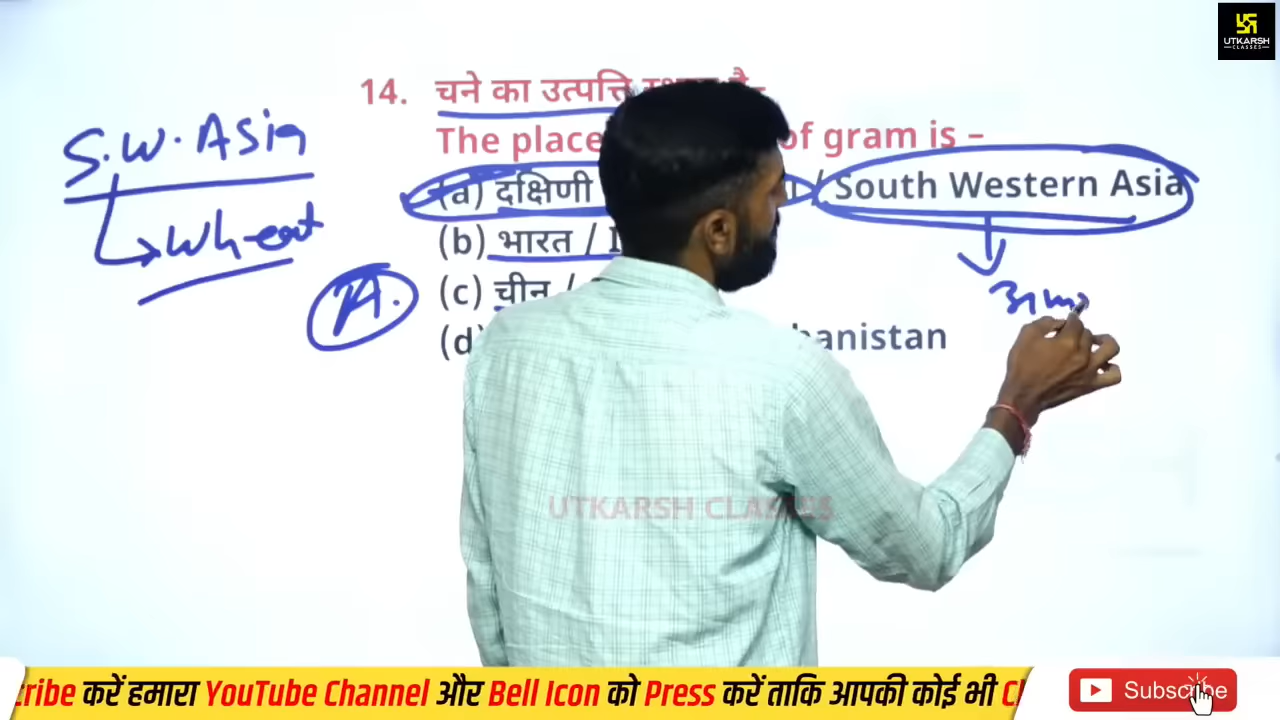 UTKARSH
CLASSES
14. चने का उत्पत्ति है-
The place of gram is –
(a) दक्षिणी / South Western Asia
(b) भारत /
(c) चीन /
(d)
S.W. Asia
Wheat
A.
UTKARSH CLASSES
cribe करें हमारा YouTube Channel और Bell Icon को Press करें ताकि आपकी कोई भी
Subscribe